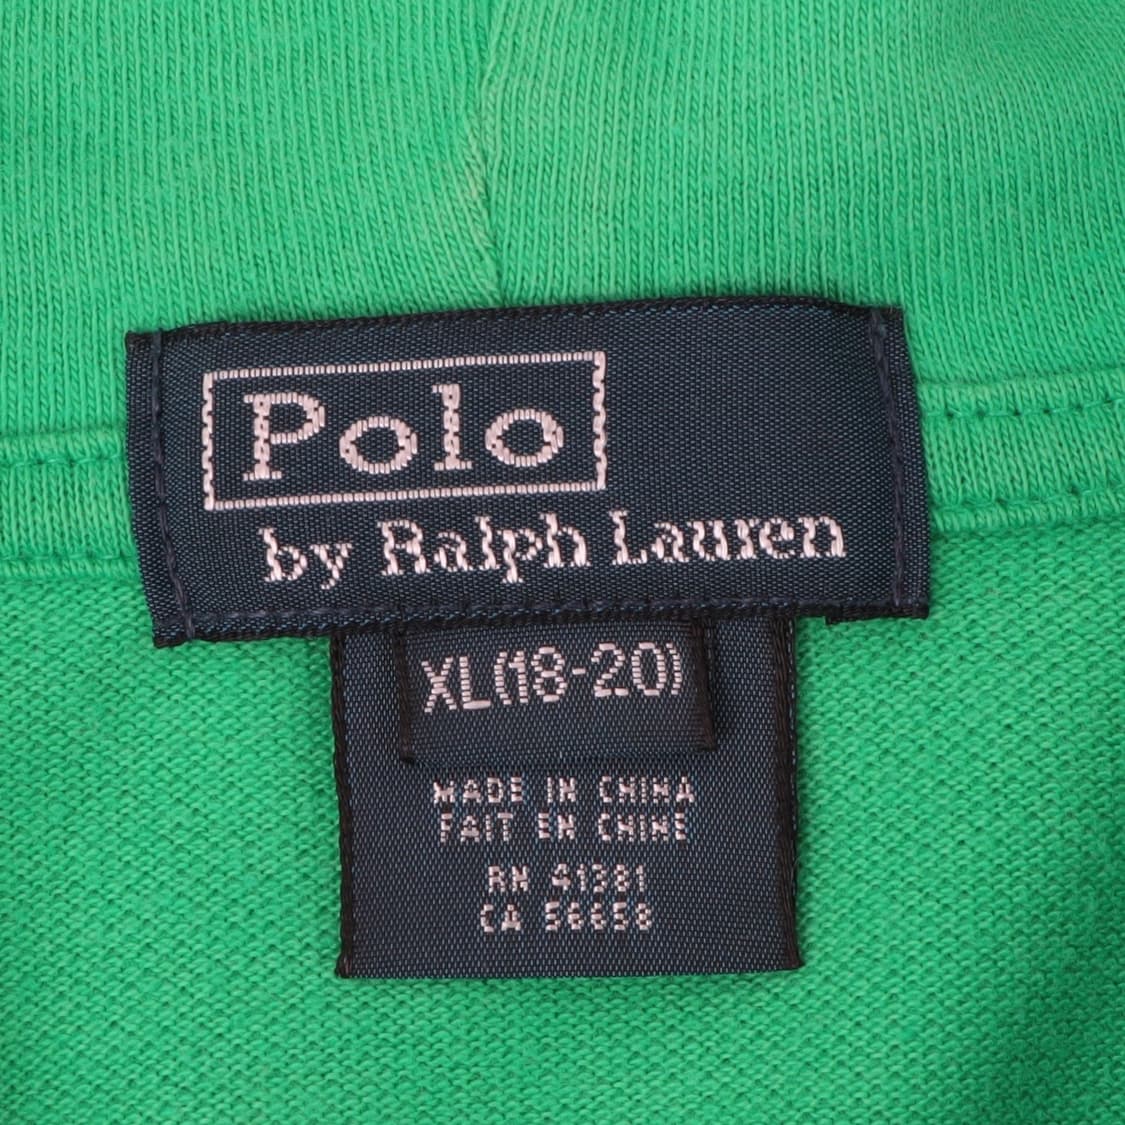 Polo
by Ralph Lauren
XL(18-20)
MADE IN CHINA
FAIT EN CHINE
RN 41381
CA 56658